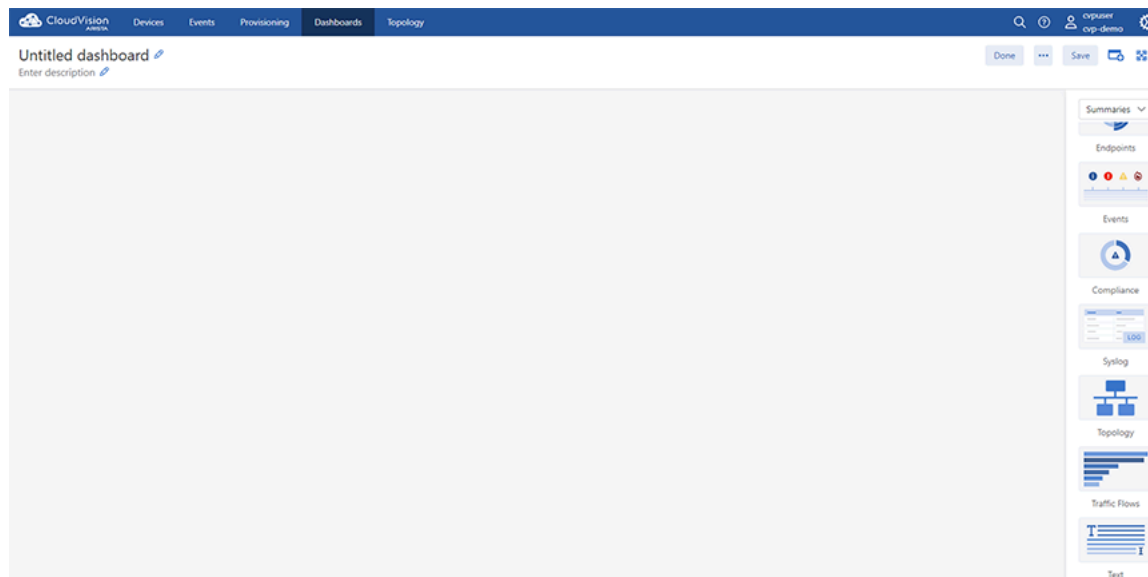 CloudVision
ARISTA
Devices
Events
Provisioning
Dashboards
Topology
cvpuser
cvp-demo
Untitled dashboard
Enter description
Done
Save
Summaries
Endpoints
Events
Compliance
LOG
Syslog
Topology
Traffic Flows
T
I
Text